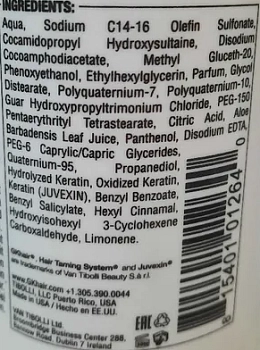 INGREDIENTS:
Aqua, Sodium C14-16 Olefin Sulfonate,
Cocamidopropyl Hydroxysultaine, Disodium
Cocoamphodiacetate, Methyl Gluceth-20,
Phenoxyethanol, Ethylhexylglycerin, Parfum, Glycol
Distearate, Polyquaternium-7, Polyquaternium-10,
Guar Hydroxypropyltrimonium Chloride, PEG-150
Pentaerythrityl Tetrastearate, Citric Acid, Aloe
Barbadensis Leaf Juice, Panthenol, Disodium EDTA,
PEG-6 Caprylic/Capric Glycerides,
Quaternium-95, Propanediol,
Hydrolyzed Keratin, Oxidized Keratin,
Keratin (JUVEXIN), Benzyl Benzoate,
Benzyl Salicylate, Hexyl Cinnamal,
Hydroxyisohexyl 3-Cyclohexene
Carboxaldehyde, Limonene.
GKhair®, Hair Taming System® and Juvexin®
are trademarks of Van Tibolli Beauty S.à r.l.
www.GKhair.com +1.305.390.0044
TIBOLLI, LLC Puerto Rico, USA
Made in USA / Hecho en EE.UU.
VAN TIBOLLI Ltd.
Business Center 288,
Road, Dublin 7 Ireland
EAC
8 15401 01264 0